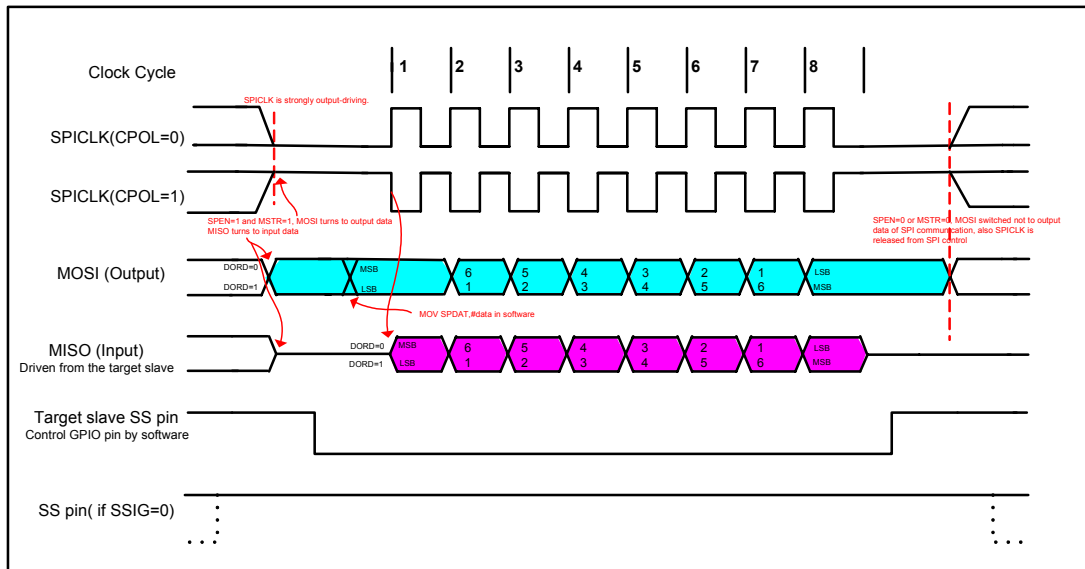 Clock Cycle
1 2 3 4 5 6 7 8
SPICLK is strongly output-driving.
SPICLK(CPOL=0)
SPICLK(CPOL=1)
SPEN=1 and MSTR=1, MOSI turns to output data
MISO turns to input data
SPEN=0 or MSTR=0, MOSI switched not to output
data of SPI communication, also SPICLK is
released from SPI control
MOSI (Output)
DORD=0 MSB 6 5 4 3 2 1 LSB
DORD=1 LSB 1 2 3 4 5 6 MSB
MOV SPDAT,#data in software
MISO (Input)
Driven from the target slave
DORD=0 MSB 6 5 4 3 2 1 LSB
DORD=1 LSB 1 2 3 4 5 6 MSB
Target slave SS pin
Control GPIO pin by software
SS pin( if SSIG=0)